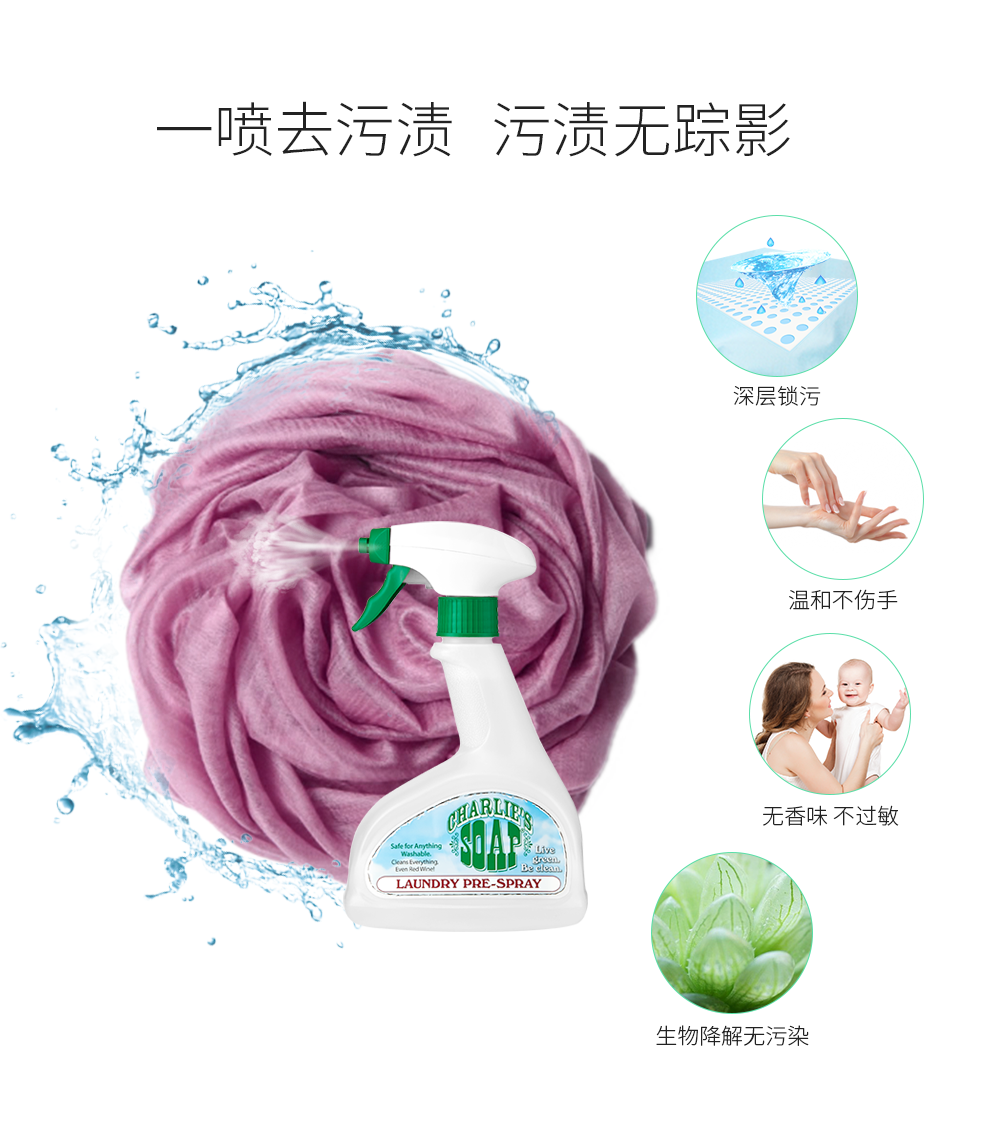 一喷去污渍 污渍无踪影
深层锁污
温和不伤手
无香味 不过敏
生物降解无污染
CHARLIE'S
SOAP
Safe for Anything
Washable.
Cleans Everything,
Even Red Wine!
Live
green.
Be clean.
LAUNDRY PRE-SPRAY